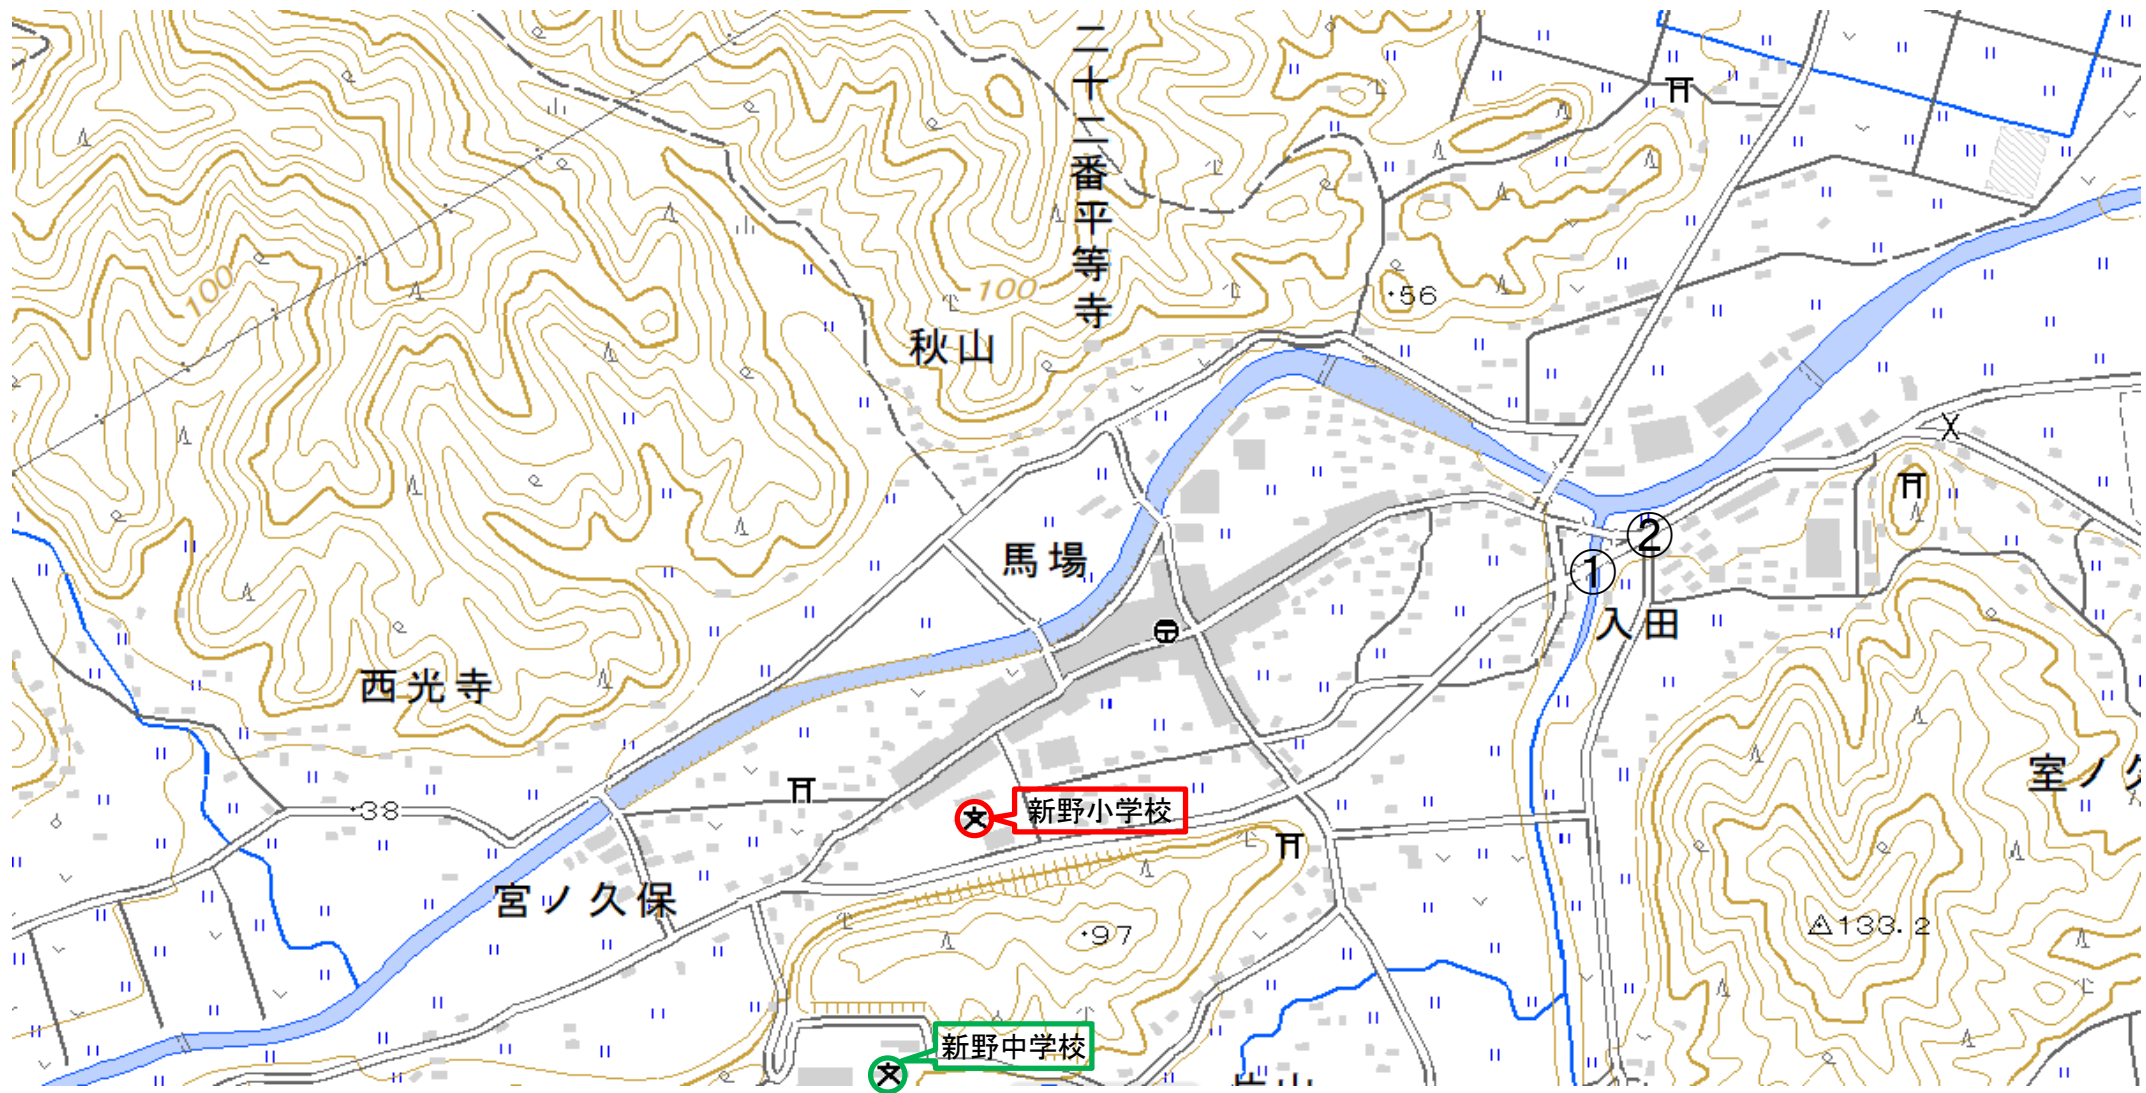 二十二番平等寺
100
100
・56
秋山
馬場
②
①
入田
西光寺
室ノ
・38
新野小学校
宮ノ久保
・97
133.2
新野中学校